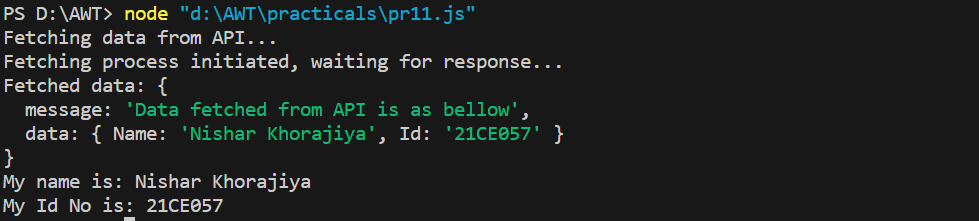 PS D:\AWT> node "d:\AWT\practicals\pr11.js"
Fetching data from API...
Fetching process initiated, waiting for response...
Fetched data: {
  message: 'Data fetched from API is as bellow',
  data: { Name: 'Nishar Khorajiya', Id: '21CE057' }
}
My name is: Nishar Khorajiya
My Id No is: 21CE057